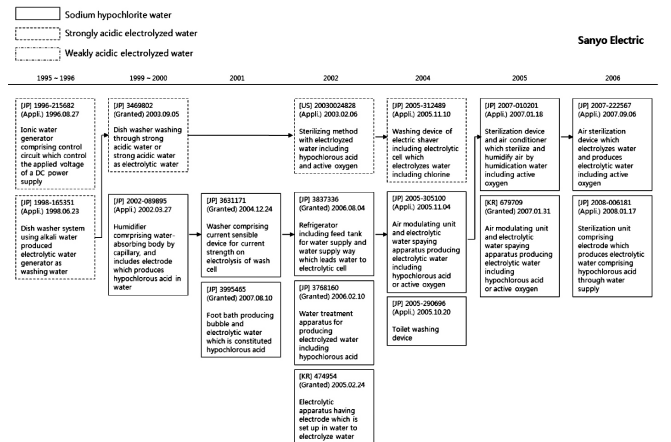 Sodium hypochlorite water
Strongly acidic electrolyzed water
Weakly acidic electrolyzed water
Sanyo Electric
1995 ~ 1996
1999 ~ 2000
2001
2002
2004
2005
2006
[JP] 1996-215682
(Appli.) 1996.08.27
Ionic water
generator
comprising control
circuit which control
the applied voltage
of a DC power
supply
[JP] 1998-165351
(Appli.) 1998.06.23
Dish washer system
using alkali water
produced
electrolytic water
generator as
washing water
[JP] 3469802
(Granted) 2003.09.05
Dish washer washing
through strong
acidic water or
strong acidic water
as electrolytic water
[JP] 2002-089895
(Appli.) 2002.03.27
Humidifier
comprising water-
absorbing body by
capillary, and
includes electrode
which produces
hypochlorous acid in
water
[JP] 3631171
(Granted) 2004.12.24
Washer comprising
current sensible
device for current
strength on
electrolysis of wash
cell
[JP] 3995465
(Granted) 2007.08.10
Foot bath producing
bubble and
electrolytic water
which is constituted
hypochlorous acid
[US] 20030024828
(Appli.) 2003.02.06
Sterilizing method
with electrloyzed
water including
hypochlorous acid
and active oxygen
[JP] 3837336
(Granted) 2006.08.04
Refrigerator
including feed tank
for water supply and
water supply way
which leads water to
electrolytic cell
[JP] 3768160
(Granted) 2006.02.10
Water treatment
apparatus for
producing
electrolyzed water
including
hypochlorous acid
[KR] 474954
(Granted) 2005.02.24
Electrolytic
apparatus having
electrode which is
set up in water to
electrolyze water
[JP] 2005-312489
(Appli.) 2005.11.10
Washing device of
electric shaver
including electrolytic
cell which
electrolyzes water
including chlorine
[JP] 2005-305100
(Appli.) 2005.11.04
Air modulating unit
and electrolytic
water spaying
apparatus producing
electrolytic water
including
hypochlorous acid
or active oxygen
[JP] 2005-290696
(Appli.) 2005.10.20
Toilet washing
device
[JP] 2007-010201
(Appli.) 2007.01.18
Sterilization device
and air conditioner
which sterilize and
humidify air by
humidication water
including active
oxygen
[KR] 679709
(Granted) 2007.01.31
Air modulating unit
and electrolytic
water spaying
apparatus producing
electrolytic water
including
hypochlorous acid
or active oxygen
[JP] 2007-222567
(Appli.) 2007.09.06
Air sterilization
device which
electrolyzes water
and produces
electrolytic water
including active
oxygen
[JP] 2008-006181
(Appli.) 2008.01.17
Sterilization unit
comprising
electrode which
produces electrolytic
water comprising
hypochlorous acid
through water
supply